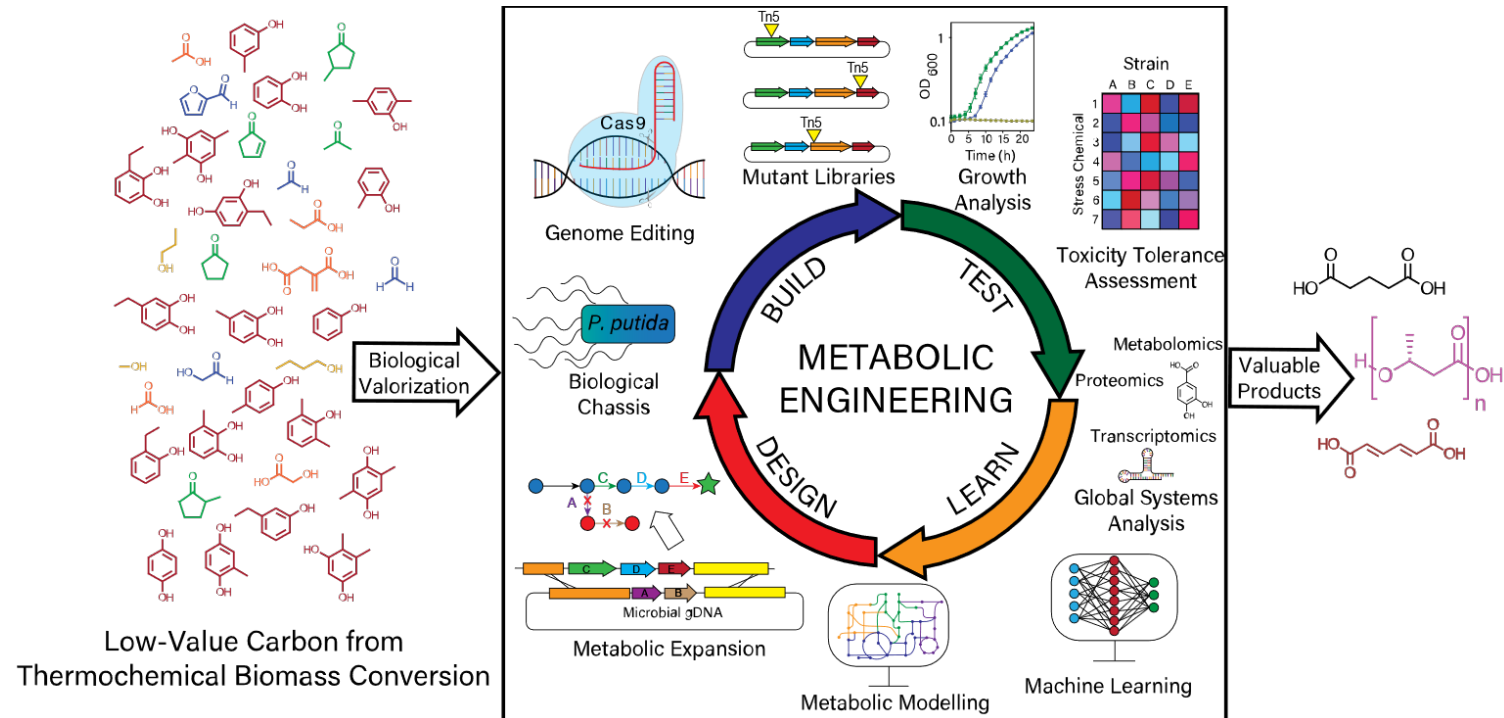 Low-Value Carbon from
Thermochemical Biomass Conversion
Biological
Valorization
Genome Editing
Cas9
Tn5
Tn5
Tn5
Mutant Libraries
OD600
1
0.1
0 5 10 15 20
Time (h)
Growth
Analysis
Strain
A B C D E
Stress Chemical
1
2
3
4
5
6
7
Toxicity Tolerance
Assessment
P. putida
Biological
Chassis
BUILD
TEST
LEARN
DESIGN
METABOLIC
ENGINEERING
Metabolomics
Proteomics
Transcriptomics
Global Systems
Analysis
C D E
A
B
C D E
A B
Microbial gDNA
Metabolic Expansion
Metabolic Modelling
Machine Learning
Valuable
Products
O O
HO OH
H O O OH n
HO O O OH